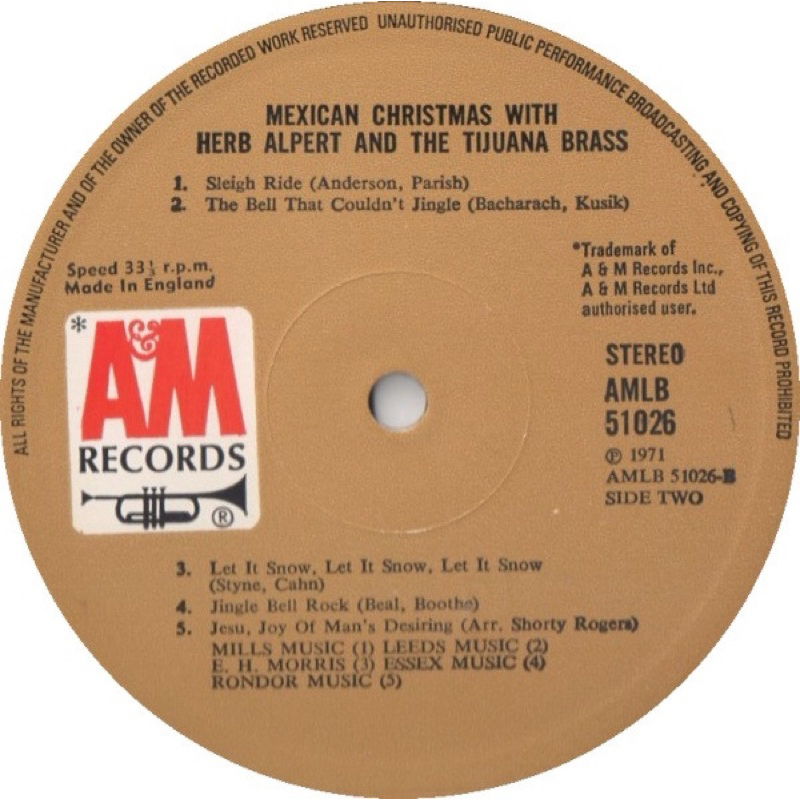 ALL RIGHTS OF THE MANUFACTURER AND OF THE OWNER OF THE RECORDED WORK RESERVED UNAUTHORISED PUBLIC PERFORMANCE BROADCASTING AND COPYING OF THIS RECORD PROHIBITED
MEXICAN CHRISTMAS WITH
HERB ALPERT AND THE TIJUANA BRASS
1. Sleigh Ride (Anderson, Parish)
2. The Bell That Couldn't Jingle (Bacharach, Kusik)
Speed 33⅓ r.p.m.
Made In England
*Trademark of
A & M Records Inc.,
A & M Records Ltd
authorised user.
* A&M
RECORDS
®
STEREO
AMLB
51026
℗ 1971
AMLB 51026-B
SIDE TWO
3. Let It Snow, Let It Snow, Let It Snow
(Styne, Cahn)
4. Jingle Bell Rock (Beal, Boothe)
5. Jesu, Joy Of Man's Desiring (Arr. Shorty Rogers)
MILLS MUSIC (1) LEEDS MUSIC (2)
E. H. MORRIS (3) ESSEX MUSIC (4)
RONDOR MUSIC (5)